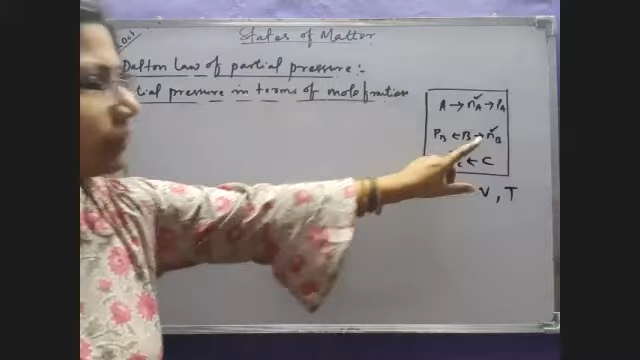 Oct
States of Matter
Dalton Law of partial pressure :-
tial pressure in terms of mole fraction
A → nA → PA
PB ← B → nB
C ← C
V , T